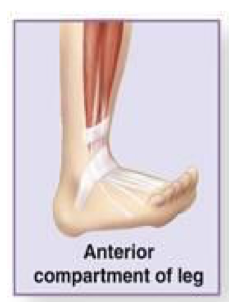 Anterior
compartment of leg